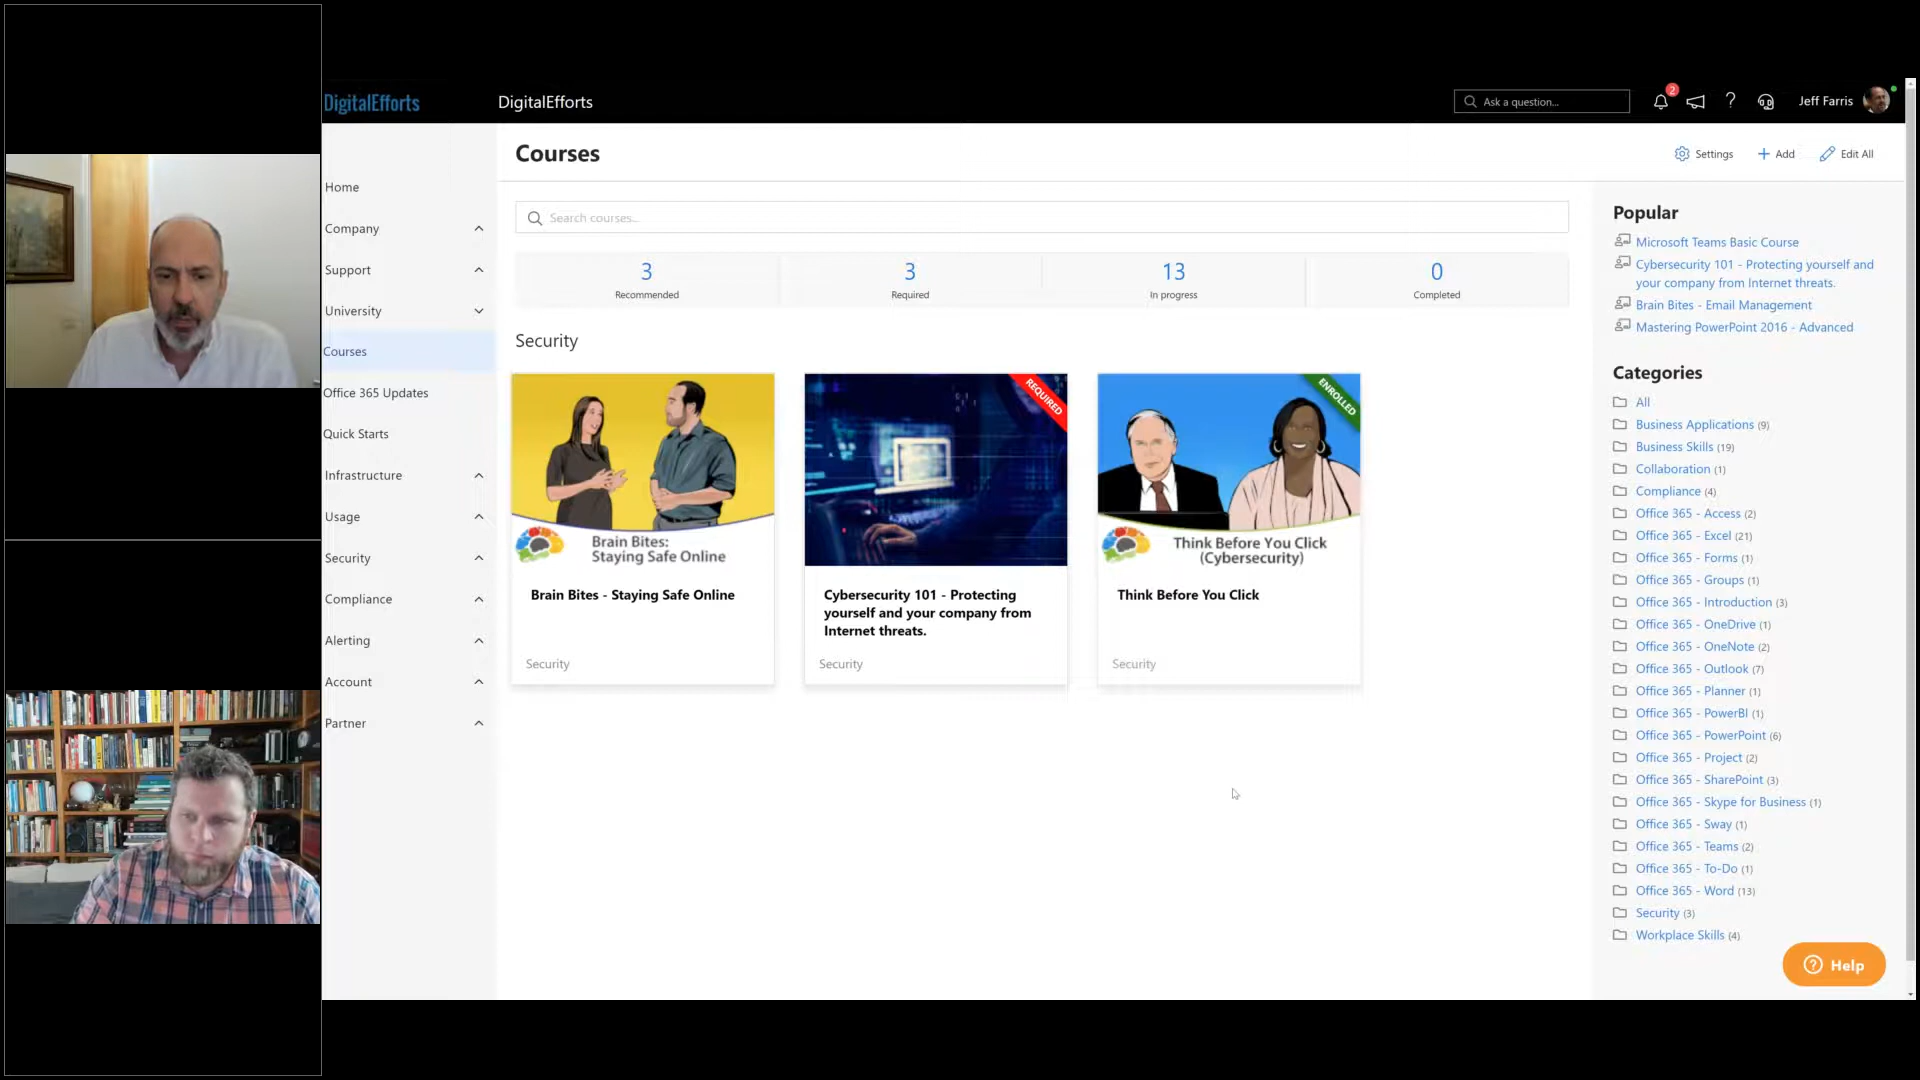 DigitalEfforts
DigitalEfforts
Ask a question...
2
?
Jeff Farris
Home
Company
Support
University
Courses
Office 365 Updates
Quick Starts
Infrastructure
Usage
Security
Compliance
Alerting
Account
Partner
Courses
Settings
Add
Edit All
Search courses...
3
Recommended
3
Required
13
In progress
0
Completed
Security
Brain Bites:
Staying Safe Online
Brain Bites - Staying Safe Online
Security
REQUIRED
Cybersecurity 101 - Protecting
yourself and your company from
Internet threats.
Security
ENROLLED
Think Before You Click
(Cybersecurity)
Think Before You Click
Security
Popular
Microsoft Teams Basic Course
Cybersecurity 101 - Protecting yourself and
your company from Internet threats.
Brain Bites - Email Management
Mastering PowerPoint 2016 - Advanced
Categories
All
Business Applications (9)
Business Skills (19)
Collaboration (1)
Compliance (4)
Office 365 - Access (2)
Office 365 - Excel (21)
Office 365 - Forms (1)
Office 365 - Groups (1)
Office 365 - Introduction (3)
Office 365 - OneDrive (1)
Office 365 - OneNote (2)
Office 365 - Outlook (7)
Office 365 - Planner (1)
Office 365 - PowerBI (1)
Office 365 - PowerPoint (6)
Office 365 - Project (2)
Office 365 - SharePoint (3)
Office 365 - Skype for Business (1)
Office 365 - Sway (1)
Office 365 - Teams (2)
Office 365 - To-Do (1)
Office 365 - Word (13)
Security (3)
Workplace Skills (4)
? Help